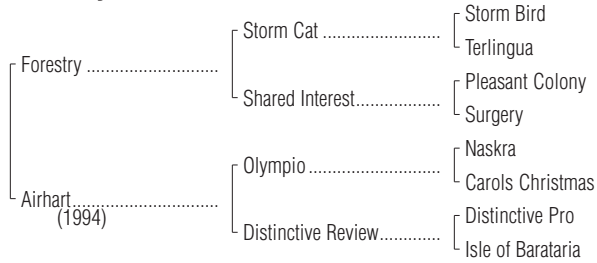 Storm Bird
Storm Cat ........................
Terlingua
Forestry ...........................
Pleasant Colony
Shared Interest.................
Surgery
Naskra
Olympio ...........................
Carols Christmas
Airhart..............................
(1994)
Distinctive Pro
Distinctive Review............
Isle of Barataria